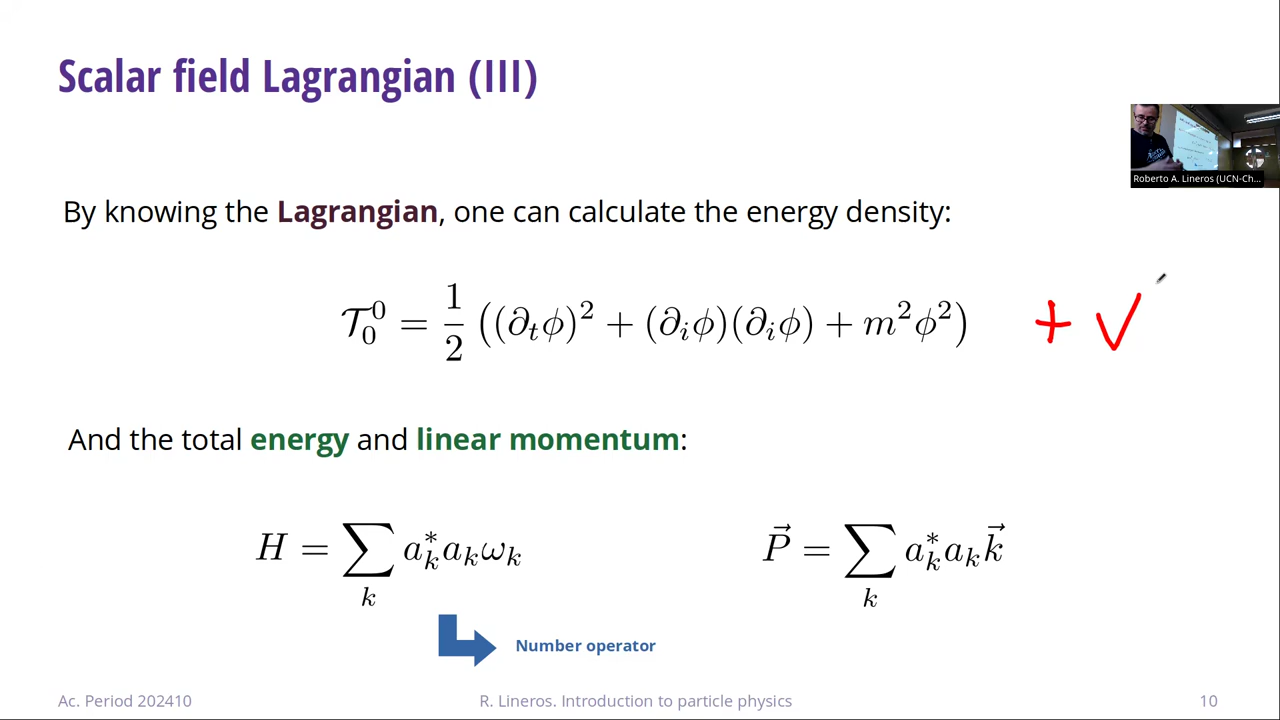 Scalar field Lagrangian (III)
Roberto A. Lineros (UCN-Ch...
By knowing the Lagrangian, one can calculate the energy density:
𝒯₀⁰ = 1/2 ((∂ₜϕ)² + (∂ᵢϕ)(∂ᵢϕ) + m²ϕ²) + V
And the total energy and linear momentum:
H = ∑ₖ aₖ* aₖ ωₖ
P⃗ = ∑ₖ aₖ* aₖ k⃗
Number operator
Ac. Period 202410
R. Lineros. Introduction to particle physics
10